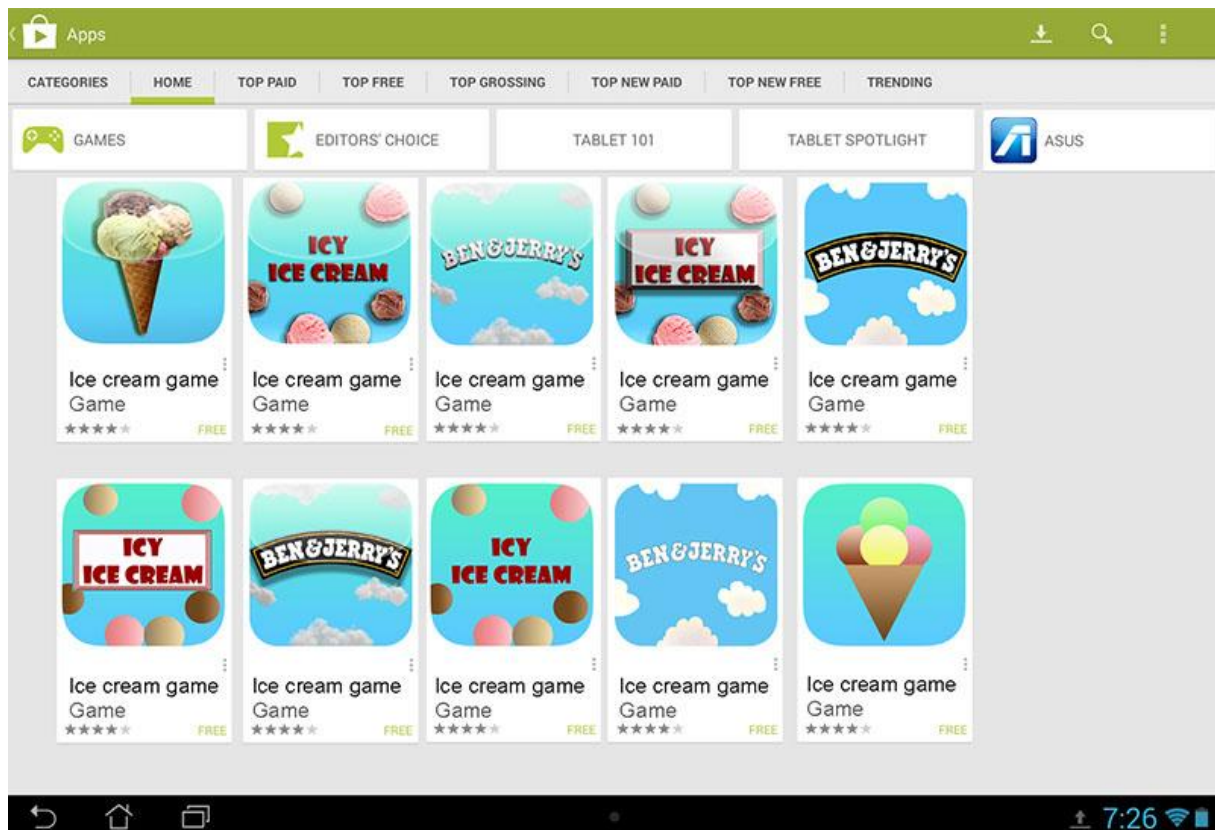 Apps
CATEGORIES HOME TOP PAID TOP FREE TOP GROSSING TOP NEW PAID TOP NEW FREE TRENDING
GAMES EDITORS' CHOICE TABLET 101 TABLET SPOTLIGHT ASUS
ICY
ICE CREAM
BEN & JERRY'S
ICY
ICE CREAM
BEN & JERRY'S
Ice cream game Ice cream game Ice cream game Ice cream game Ice cream game
Game Game Game Game Game
FREE FREE FREE FREE FREE
ICY
ICE CREAM
BEN & JERRY'S
ICY
ICE CREAM
BEN & JERRY'S
Ice cream game Ice cream game Ice cream game Ice cream game Ice cream game
Game Game Game Game Game
FREE FREE FREE FREE FREE
7:26